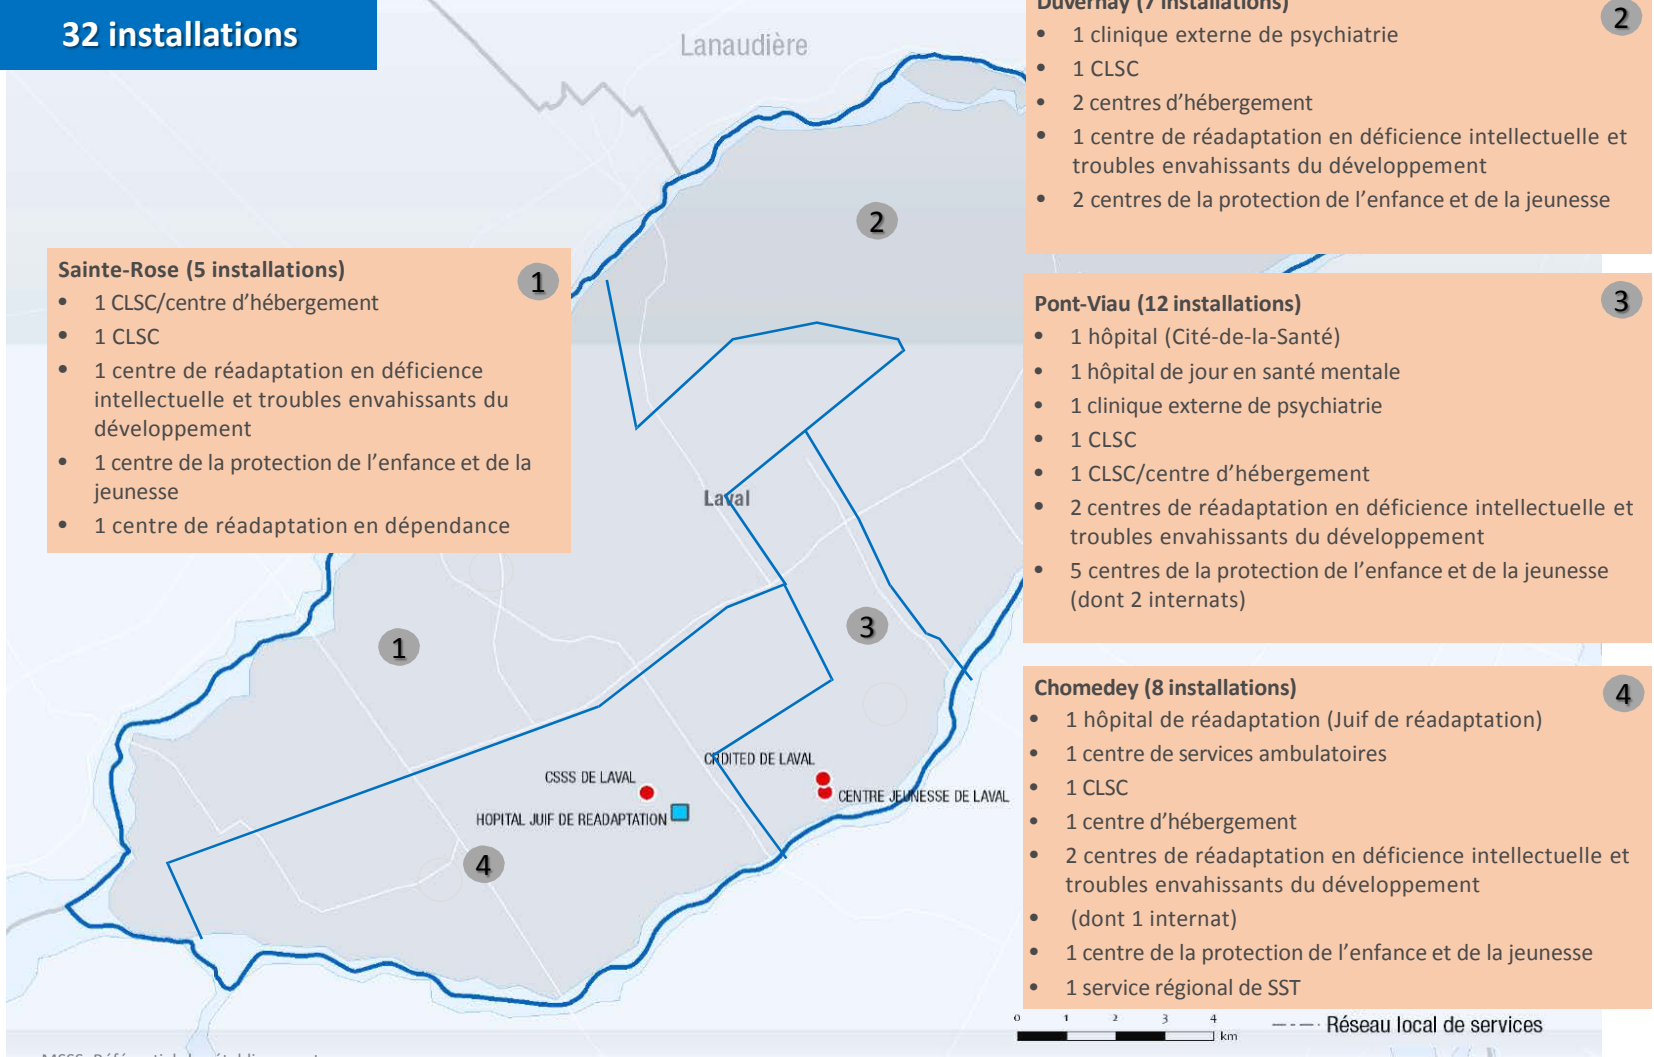 32 installations
Lanaudière
Duvernay (7 installations)
2
• 1 clinique externe de psychiatrie
• 1 CLSC
• 2 centres d’hébergement
• 1 centre de réadaptation en déficience intellectuelle et
troubles envahissants du développement
• 2 centres de la protection de l’enfance et de la jeunesse
2
Sainte-Rose (5 installations)
1
• 1 CLSC/centre d’hébergement
• 1 CLSC
• 1 centre de réadaptation en déficience
intellectuelle et troubles envahissants du
développement
• 1 centre de la protection de l’enfance et de la
jeunesse
• 1 centre de réadaptation en dépendance
Pont-Viau (12 installations)
3
• 1 hôpital (Cité-de-la-Santé)
• 1 hôpital de jour en santé mentale
• 1 clinique externe de psychiatrie
• 1 CLSC
• 1 CLSC/centre d’hébergement
• 2 centres de réadaptation en déficience intellectuelle et
troubles envahissants du développement
• 5 centres de la protection de l’enfance et de la jeunesse
(dont 2 internats)
Laval
3
1
Chomedey (8 installations)
4
• 1 hôpital de réadaptation (Juif de réadaptation)
• 1 centre de services ambulatoires
• 1 CLSC
• 1 centre d’hébergement
• 2 centres de réadaptation en déficience intellectuelle et
troubles envahissants du développement
• (dont 1 internat)
• 1 centre de la protection de l’enfance et de la jeunesse
• 1 service régional de SST
CRDITED DE LAVAL
CSSS DE LAVAL
CENTRE JEUNESSE DE LAVAL
HOPITAL JUIF DE READAPTATION
4
0 1 2 3 4
km
Réseau local de services
MSSS, Référentiel des établissements